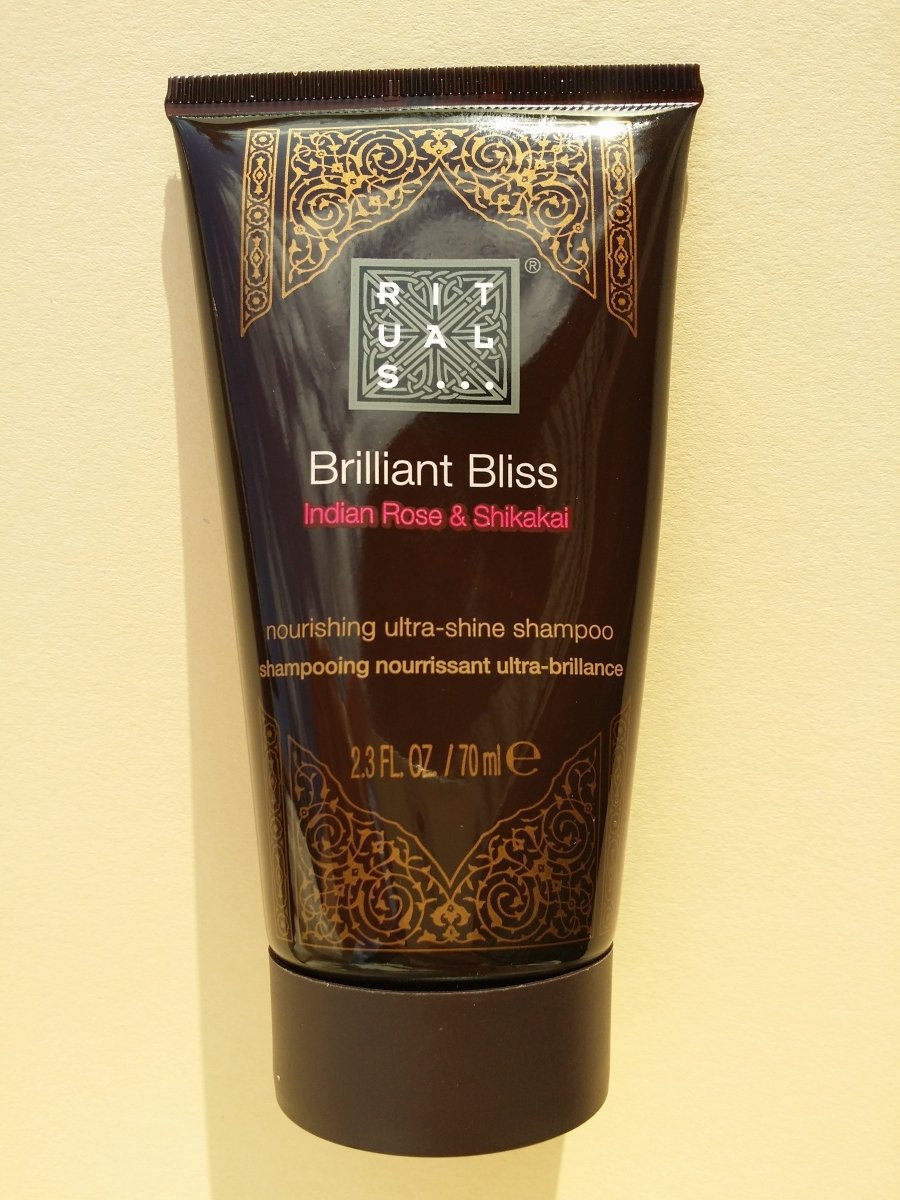 RIT
UAL
S...
®
Brilliant Bliss
Indian Rose & Shikakai
nourishing ultra-shine shampoo
shampooing nourrissant ultra-brillance
2.3 FL. OZ. / 70 ml ℮